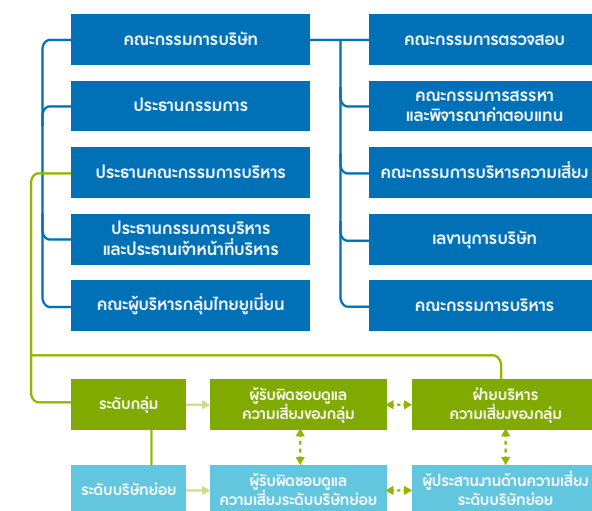 คณะกรรมการบริษัท
คณะกรรมการตรวจสอบ
ประธานกรรมการ
คณะกรรมการสรรหา
และพิจารณาค่าตอบแทน
ประธานคณะกรรมการบริหาร
คณะกรรมการบริหารความเสี่ยง
ประธานกรรมการบริหาร
และประธานเจ้าหน้าที่บริหาร
เลขานุการบริษัท
คณะผู้บริหารกลุ่มไทยยูเนี่ยน
คณะกรรมการบริหาร
ระดับกลุ่ม
ผู้รับผิดชอบดูแล
ความเสี่ยงของกลุ่ม
ฝ่ายบริหาร
ความเสี่ยงของกลุ่ม
ระดับบริษัทย่อย
ผู้รับผิดชอบดูแล
ความเสี่ยงระดับบริษัทย่อย
ผู้ประสานงานด้านความเสี่ยง
ระดับบริษัทย่อย